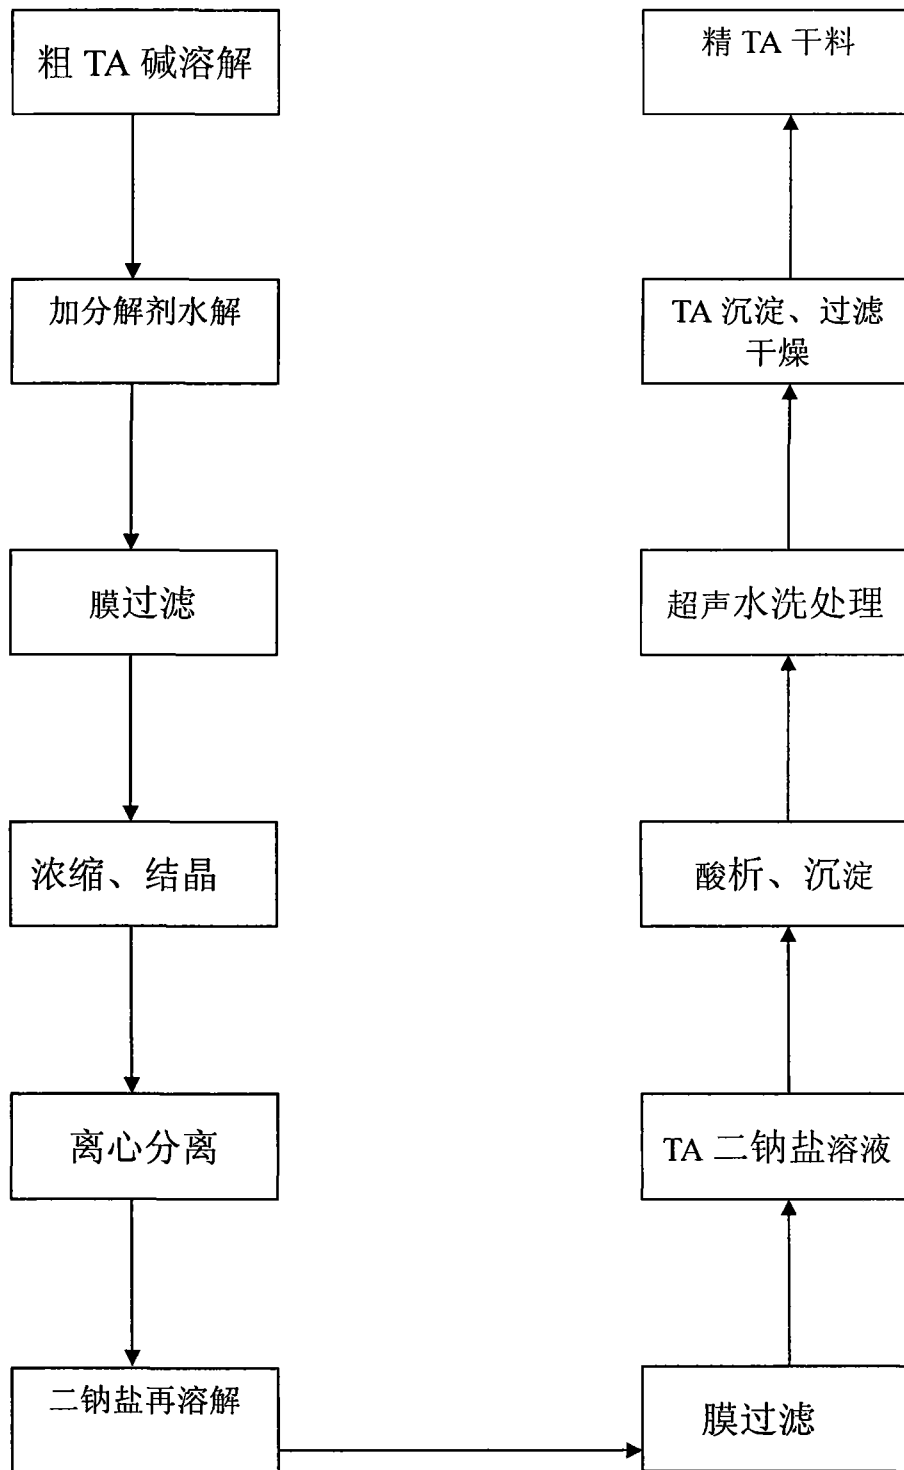 粗 TA 碱溶解
加分解剂水解
膜过滤
浓缩、结晶
离心分离
二钠盐再溶解
膜过滤
TA 二钠盐溶液
酸析、沉淀
超声水洗处理
TA 沉淀、过滤
干燥
精 TA 干料